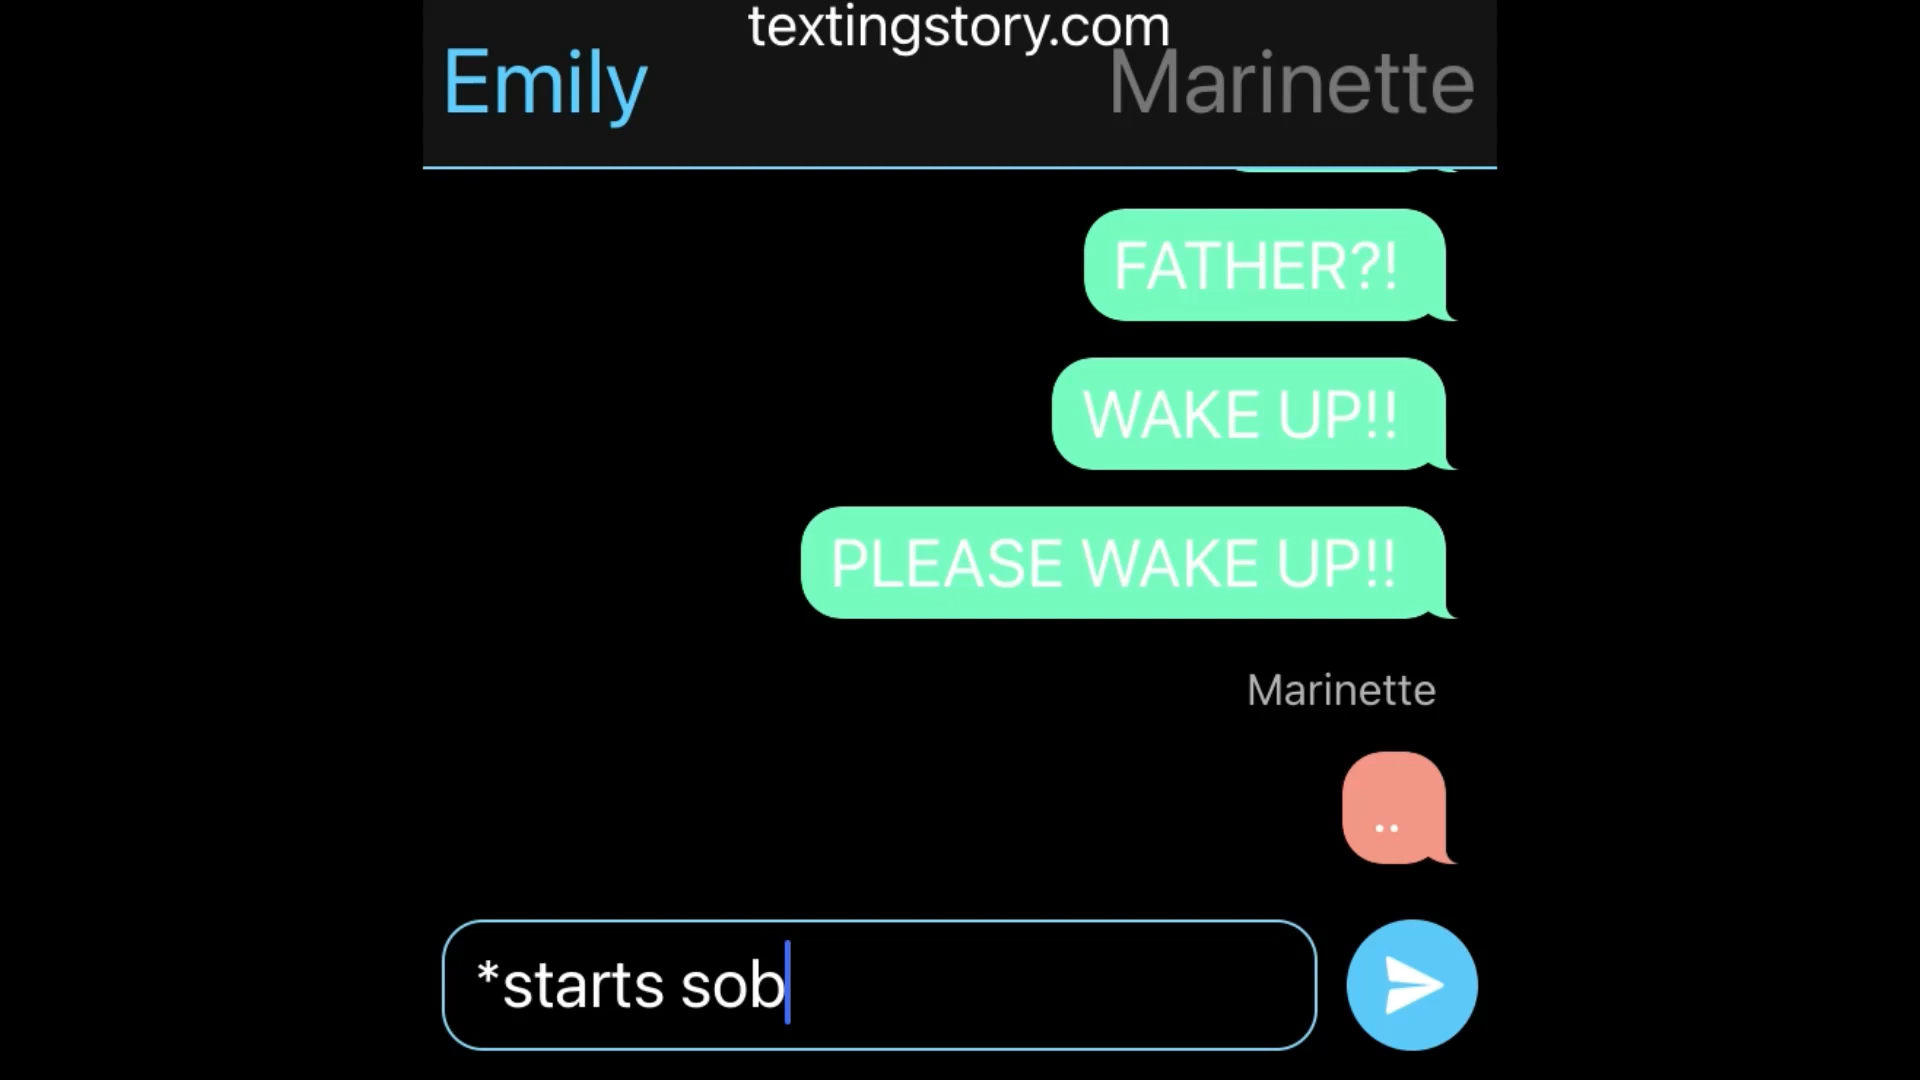 textingstory.com
Emily
Marinette
FATHER?!
WAKE UP!!
PLEASE WAKE UP!!
Marinette
..
*starts sob